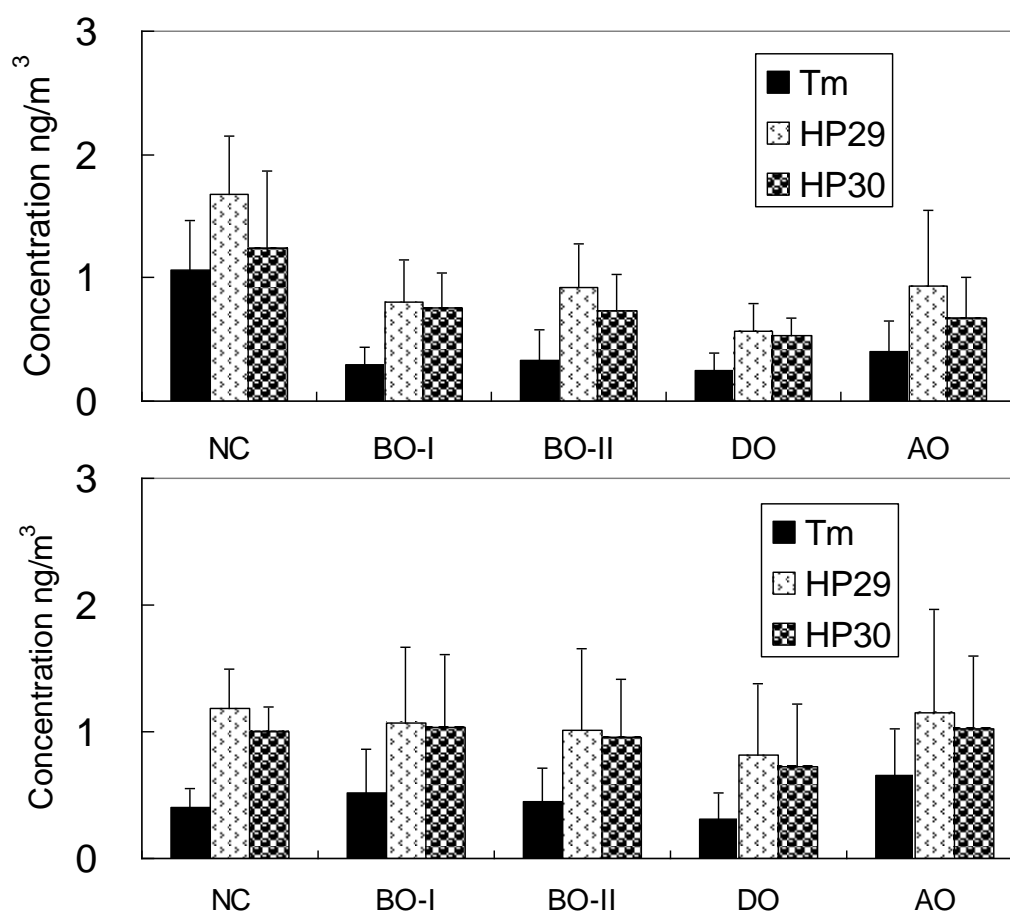 Concentration ng/m³
3
2
1
0
Tm
HP29
HP30
NC BO-I BO-II DO AO
Concentration ng/m³
3
2
1
0
Tm
HP29
HP30
NC BO-I BO-II DO AO